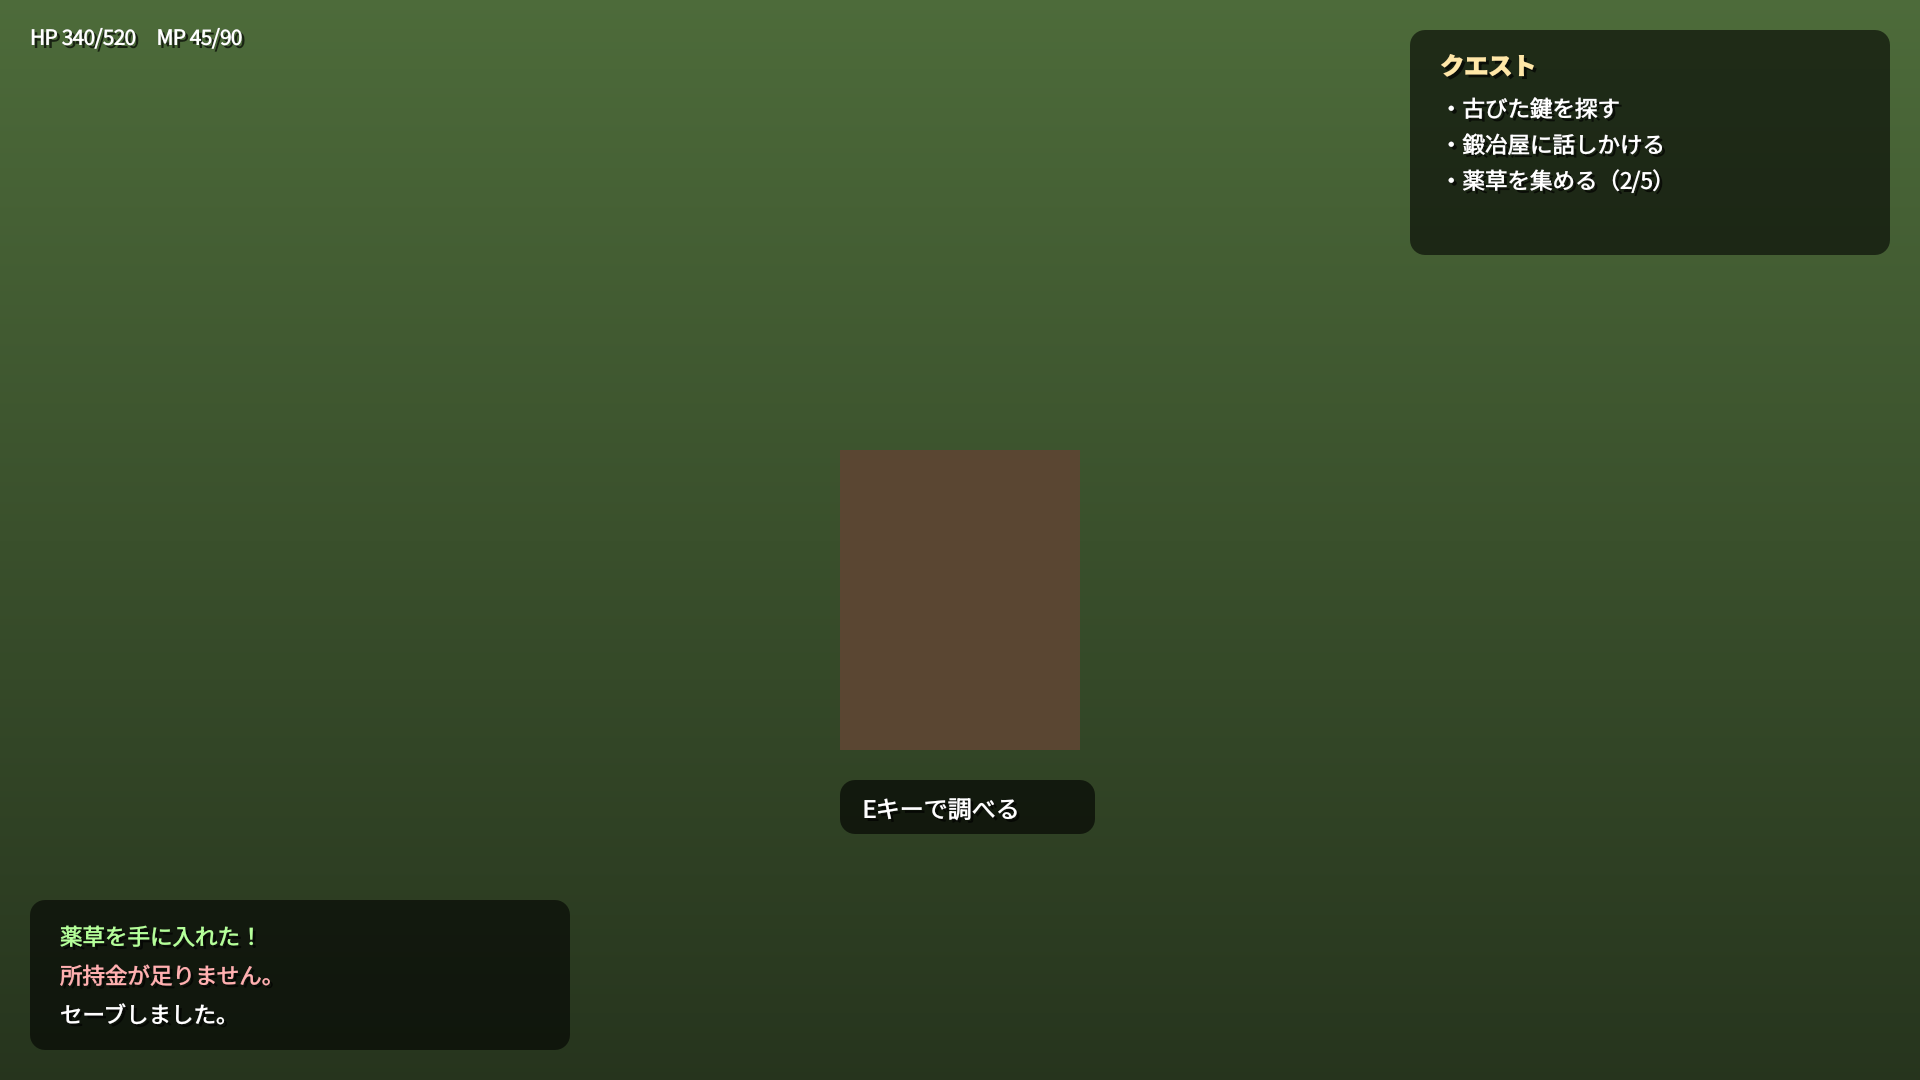 HP 340/520 MP 45/90
クエスト
・古びた鍵を探す
・鍛冶屋に話しかける
・薬草を集める（2/5）
Eキーで調べる
薬草を手に入れた！
所持金が足りません。
セーブしました。